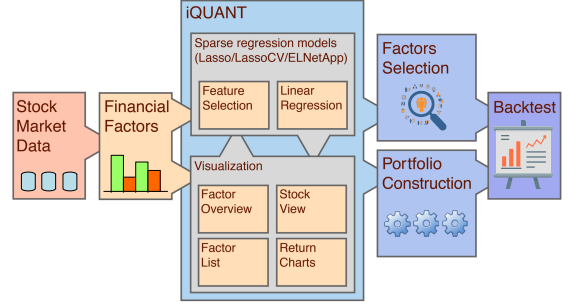 iQUANT
Sparse regression models
(Lasso/LassoCV/ELNetApp)
Feature
Selection
Linear
Regression
Stock
Market
Data
Financial
Factors
Visualization
Factor
Overview
Stock
View
Factor
List
Return
Charts
Factors
Selection
Portfolio
Construction
Backtest